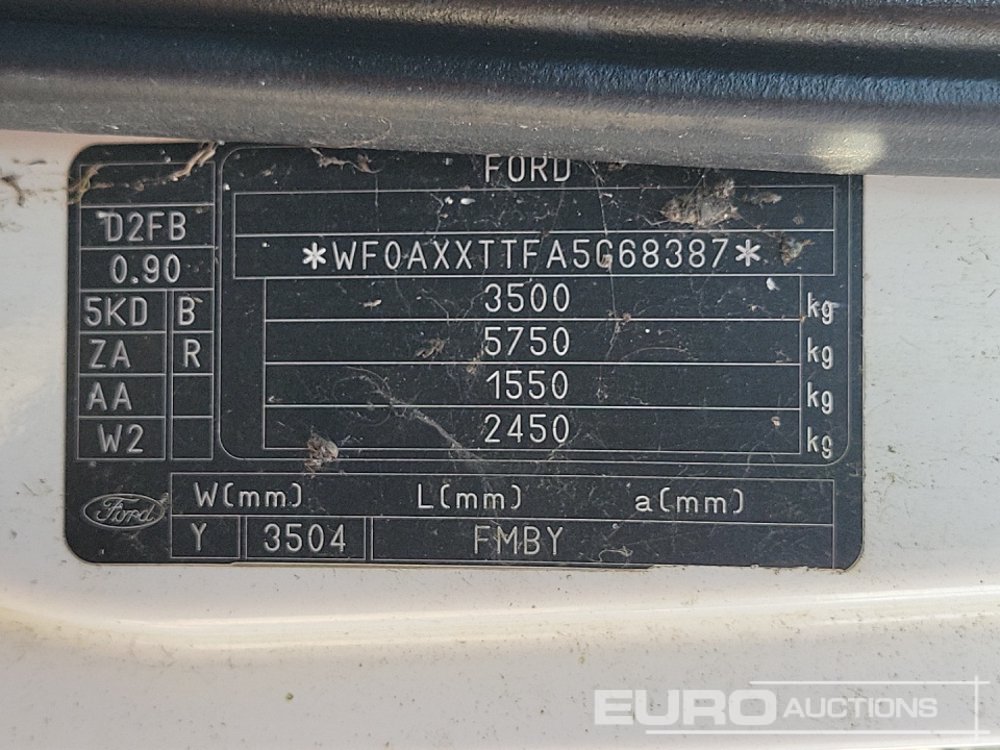 FORD
D2FB
*WF0AXXTTFA5G68387*
0.90
3500 kg
5KD B
5750 kg
ZA R
1550 kg
AA
2450 kg
W2
Ford
W(mm) L(mm) a(mm)
Y 3504 FMBY
EURO AUCTIONS